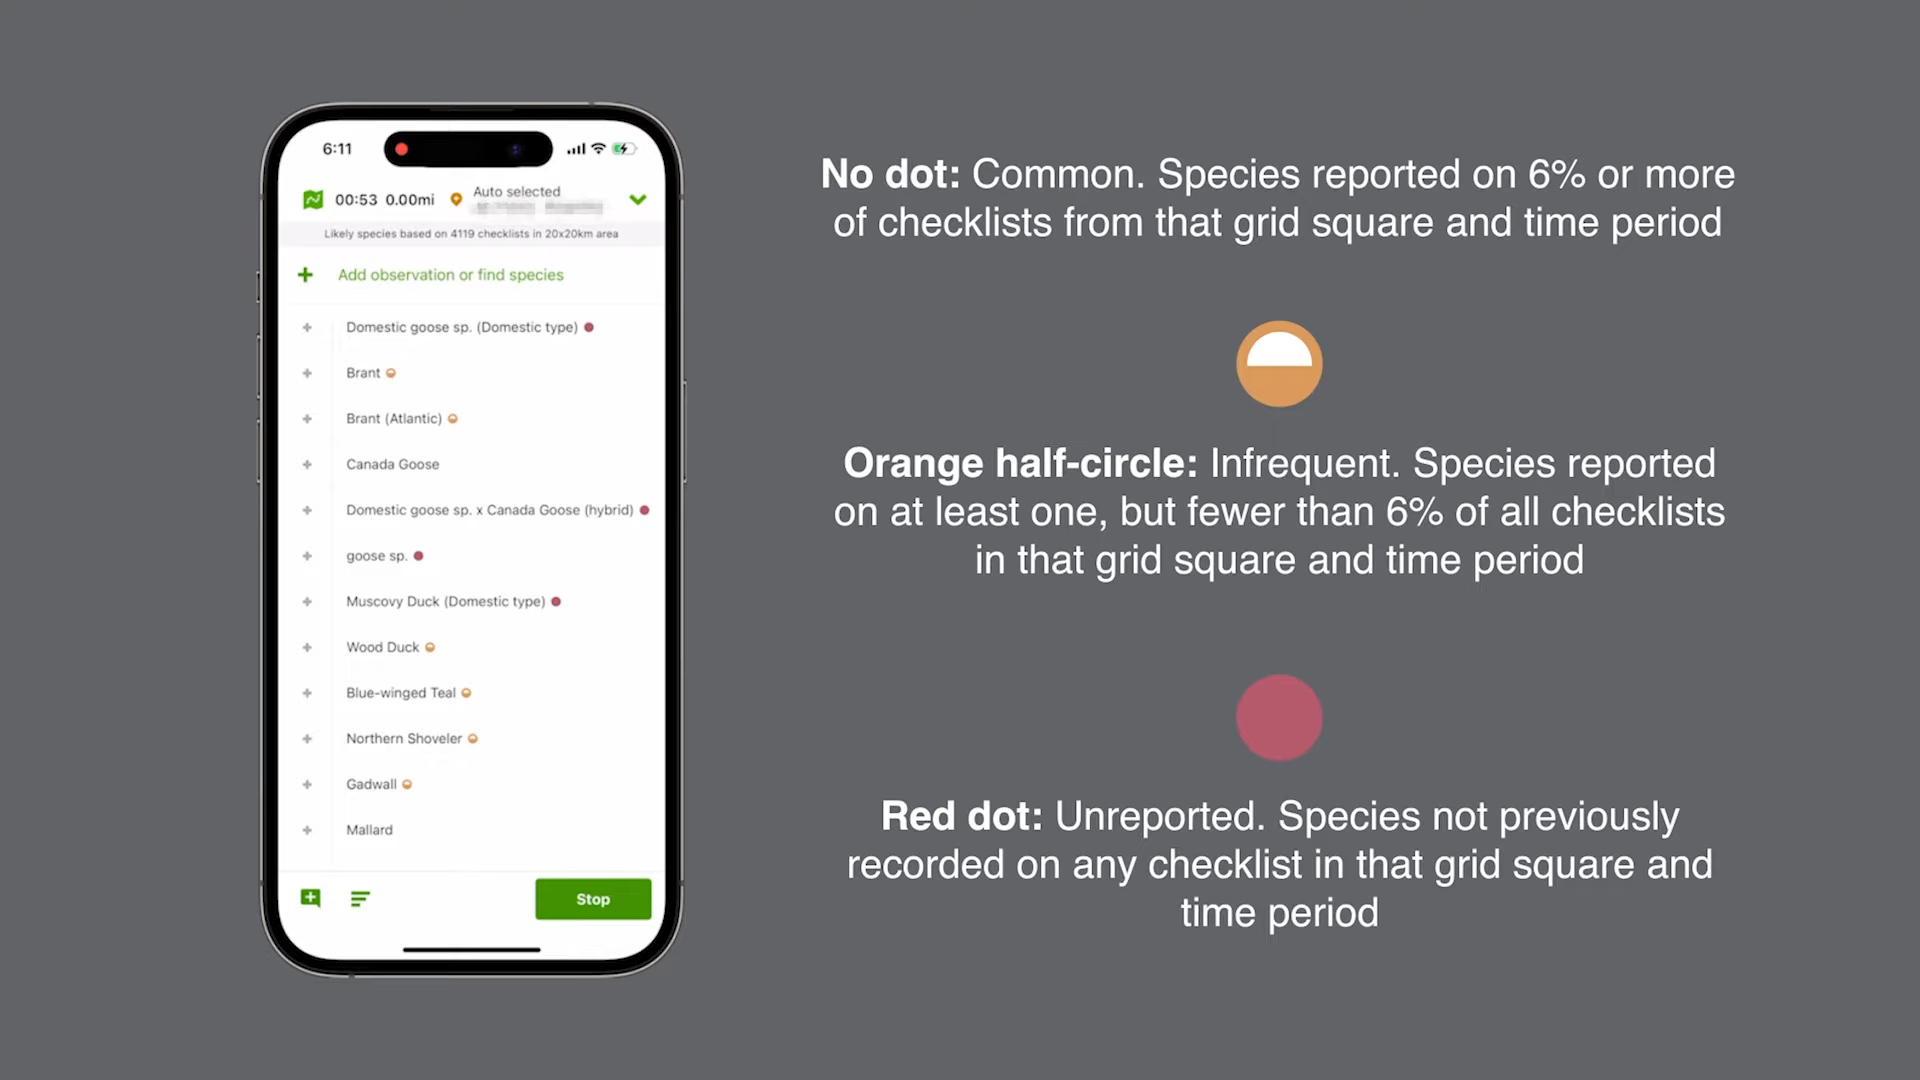 6:11
00:53 0.00mi
Auto selected
Likely species based on 4119 checklists in 20x20km area
Add observation or find species
Domestic goose sp. (Domestic type)
Brant
Brant (Atlantic)
Canada Goose
Domestic goose sp. x Canada Goose (hybrid)
goose sp.
Muscovy Duck (Domestic type)
Wood Duck
Blue-winged Teal
Northern Shoveler
Gadwall
Mallard
Stop
No dot: Common. Species reported on 6% or more
of checklists from that grid square and time period
Orange half-circle: Infrequent. Species reported
on at least one, but fewer than 6% of all checklists
in that grid square and time period
Red dot: Unreported. Species not previously
recorded on any checklist in that grid square and
time period